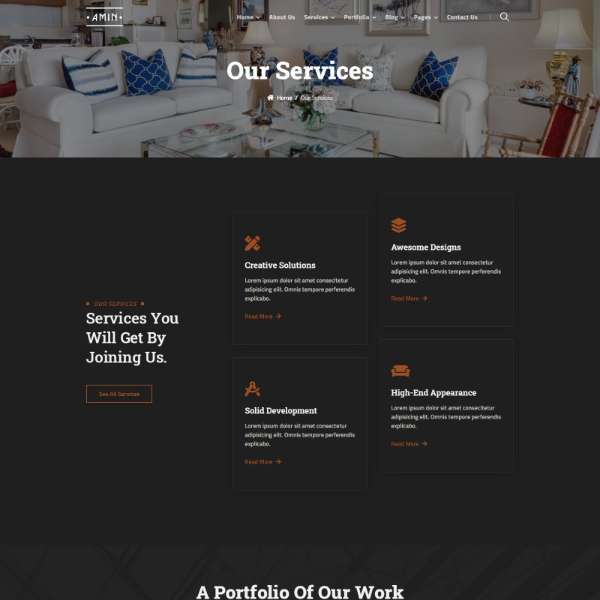 AMIN
Home
About Us
Services
Portfolio
Blog
Pages
Contact Us
Our Services
Home / Our Services
OUR SERVICES
Services You
Will Get By
Joining Us.
See All Services
Creative Solutions
Lorem ipsum dolor sit amet consectetur
adipisicing elit. Omnis tempore perferendis
explicabo.
Read More
Awesome Designs
Lorem ipsum dolor sit amet consectetur
adipisicing elit. Omnis tempore perferendis
explicabo.
Read More
Solid Development
Lorem ipsum dolor sit amet consectetur
adipisicing elit. Omnis tempore perferendis
explicabo.
Read More
High-End Appearance
Lorem ipsum dolor sit amet consectetur
adipisicing elit. Omnis tempore perferendis
explicabo.
Read More
A Portfolio Of Our Work